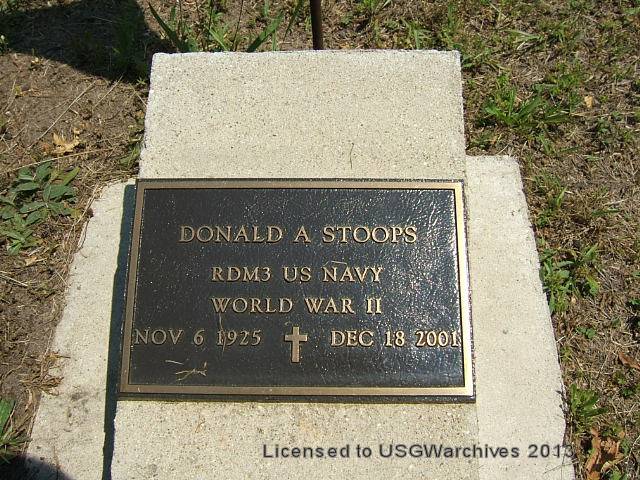 DONALD A STOOPS
RDM3 US NAVY
WORLD WAR II
NOV 6 1925 DEC 18 2001
Licensed to USGWarchives 2013